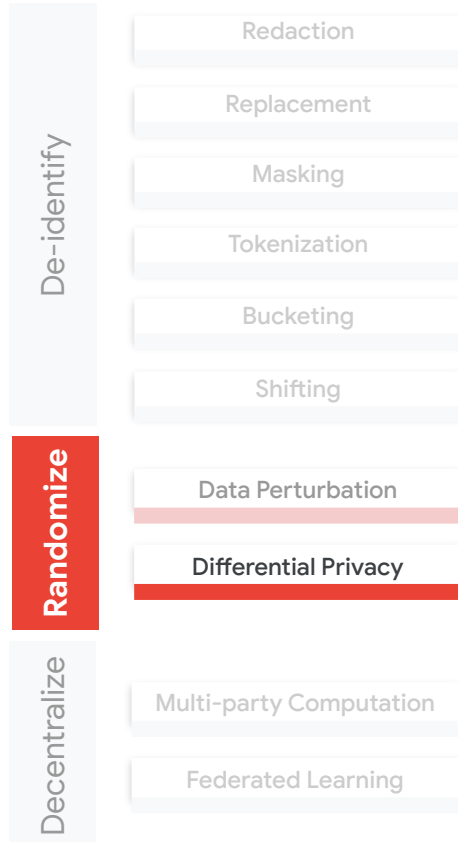 De-identify
Redaction
Replacement
Masking
Tokenization
Bucketing
Shifting
Randomize
Data Perturbation
Differential Privacy
Decentralize
Multi-party Computation
Federated Learning